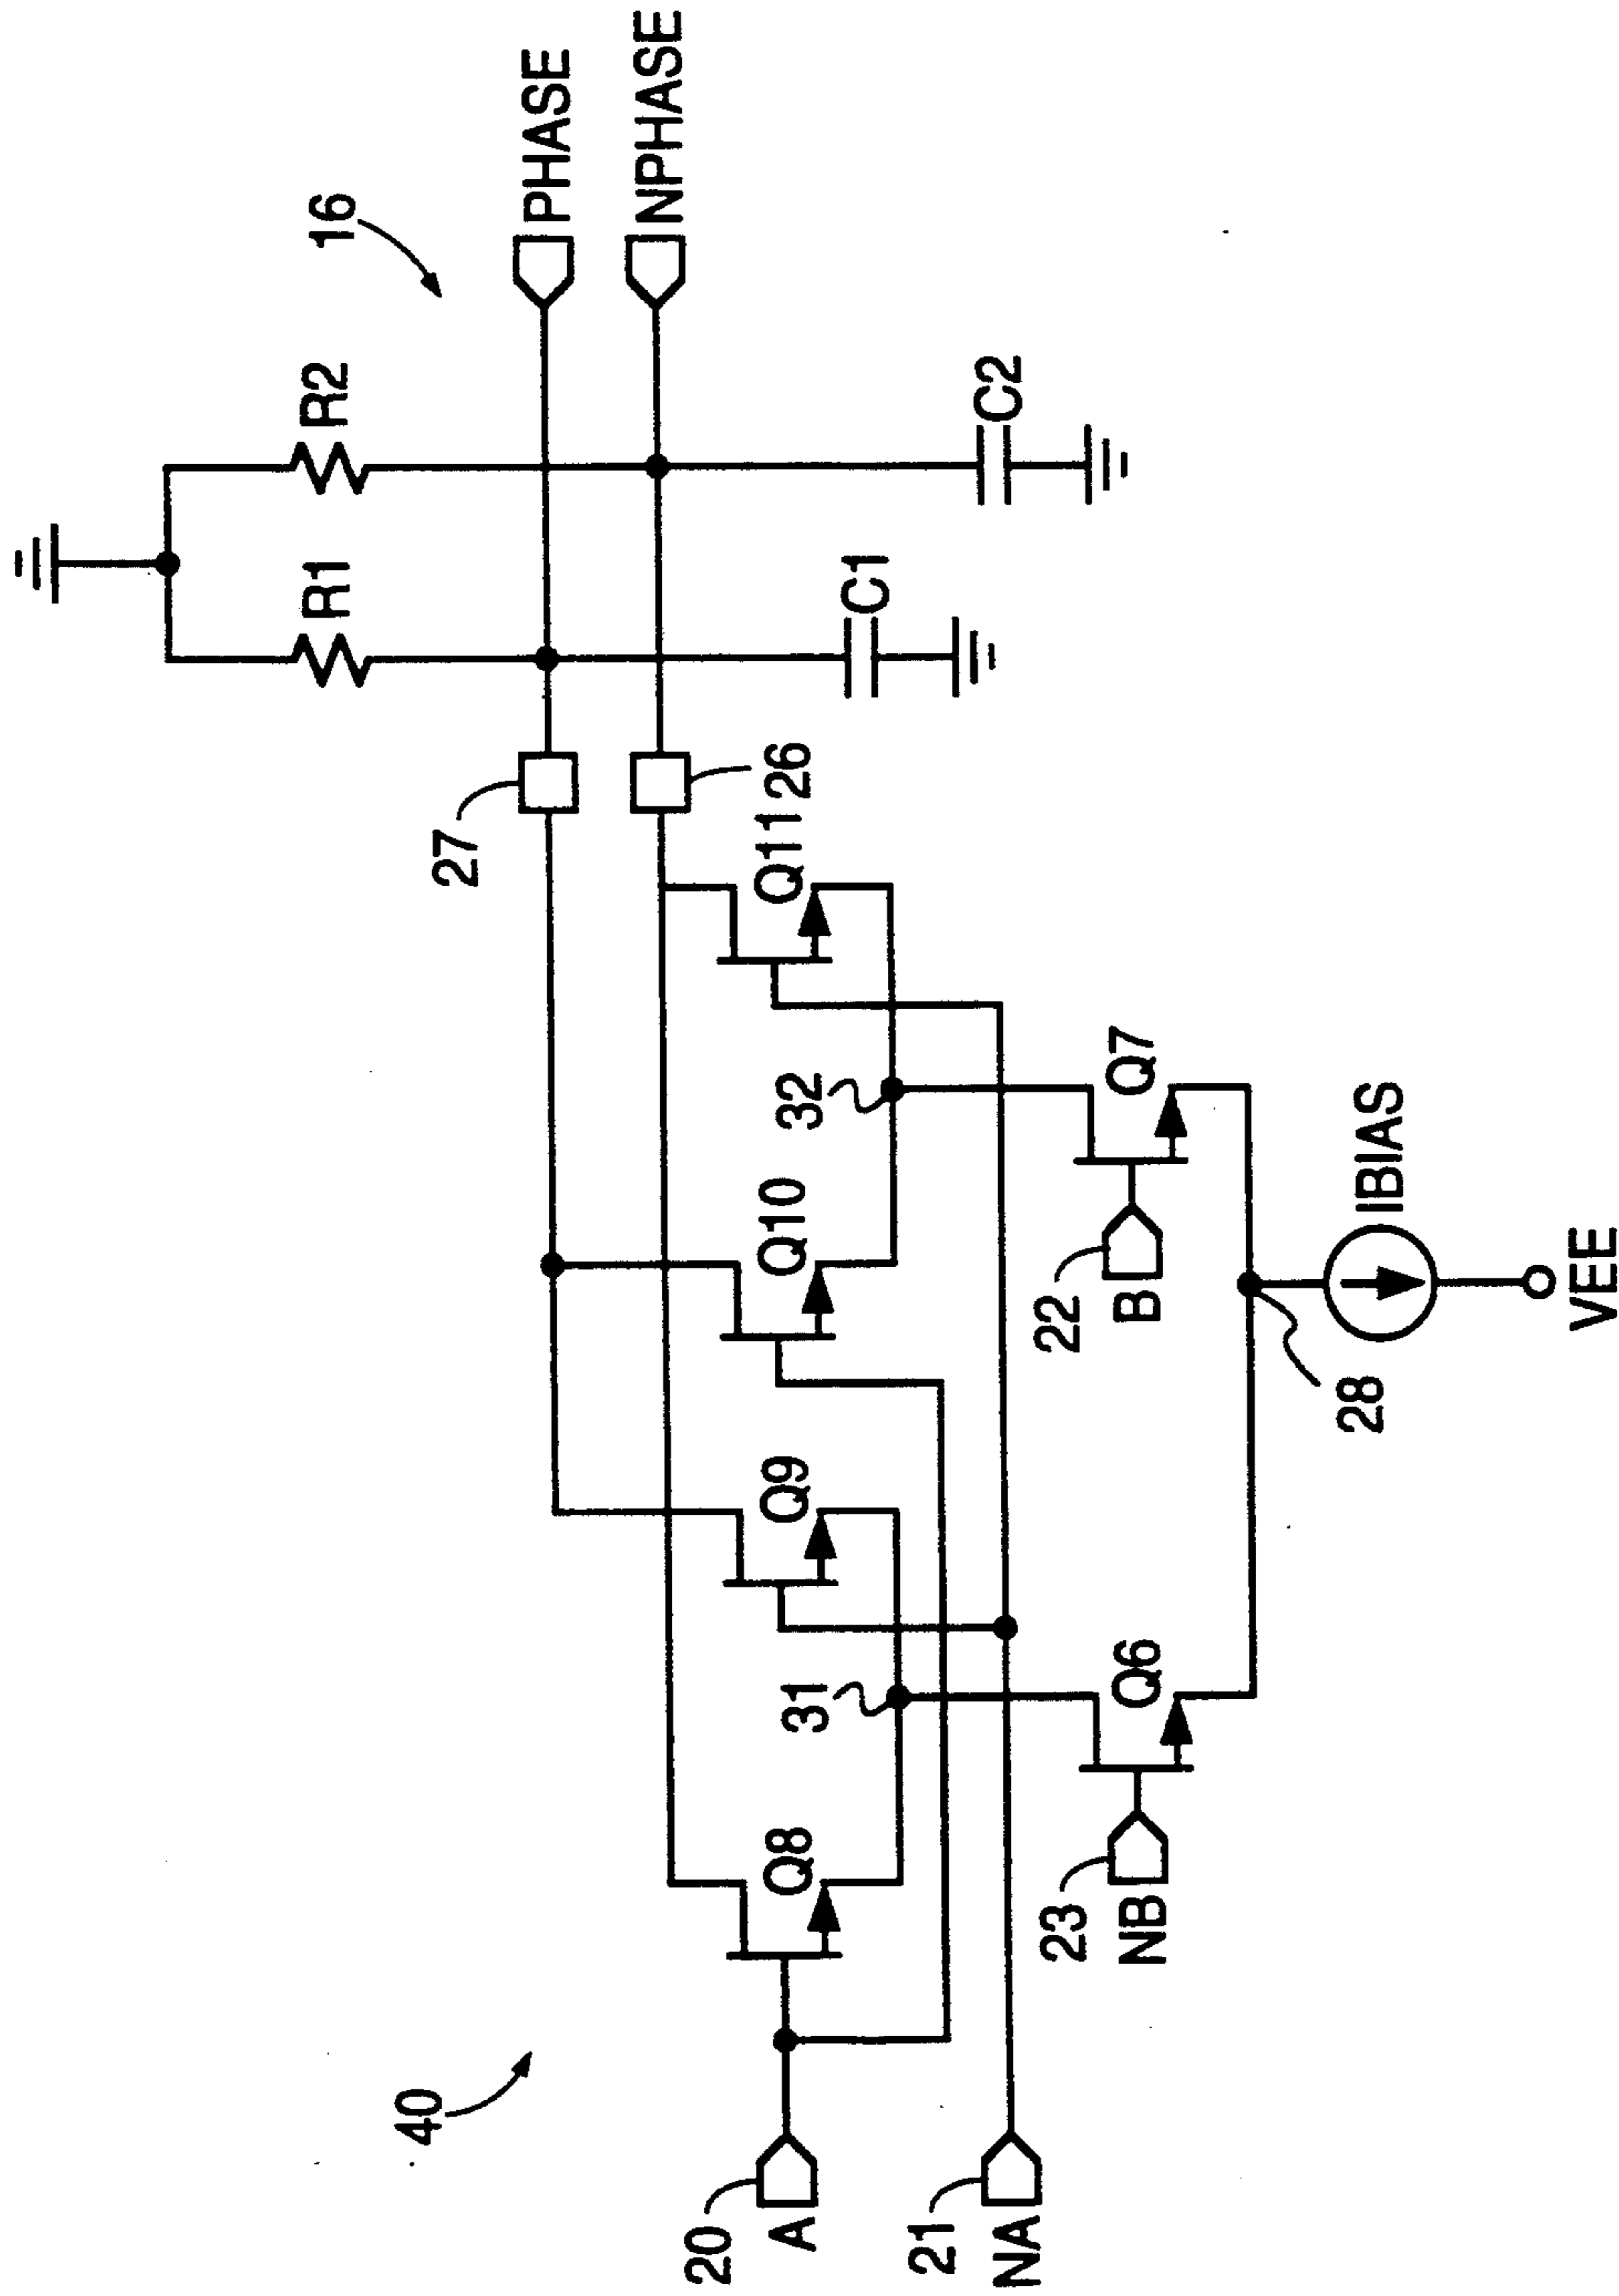 16
PHASE
NPHASE
R1
R2
C1
C2
27
26
40
Q8
Q9
Q10
Q11
20
A
31
32
21
NA
23
NB
Q6
22
B
Q7
28
IBIAS
VEE